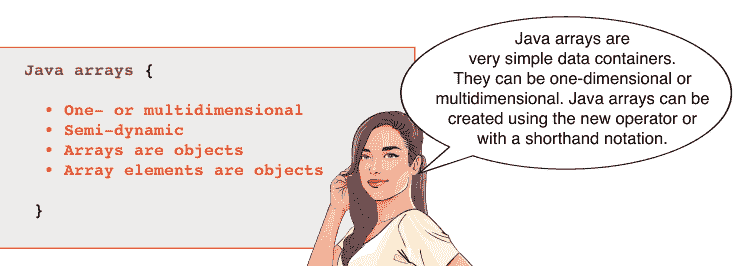 Java arrays {
• One- or multidimensional
• Semi-dynamic
• Arrays are objects
• Array elements are objects
}
Java arrays are
very simple data containers.
They can be one-dimensional or
multidimensional. Java arrays can be
created using the new operator or
with a shorthand notation.